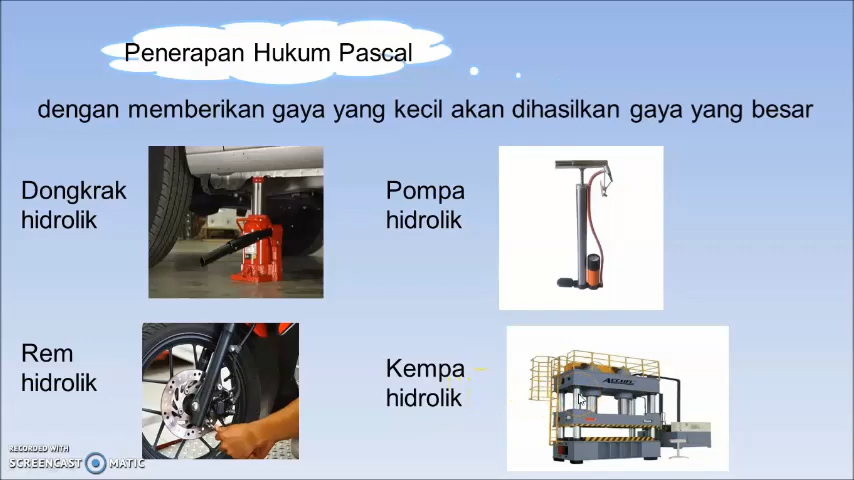 Penerapan Hukum Pascal
dengan memberikan gaya yang kecil akan dihasilkan gaya yang besar
Dongkrak
hidrolik
Pompa
hidrolik
Rem
hidrolik
Kempa
hidrolik
RECORDED WITH
SCREENCAST MATIC